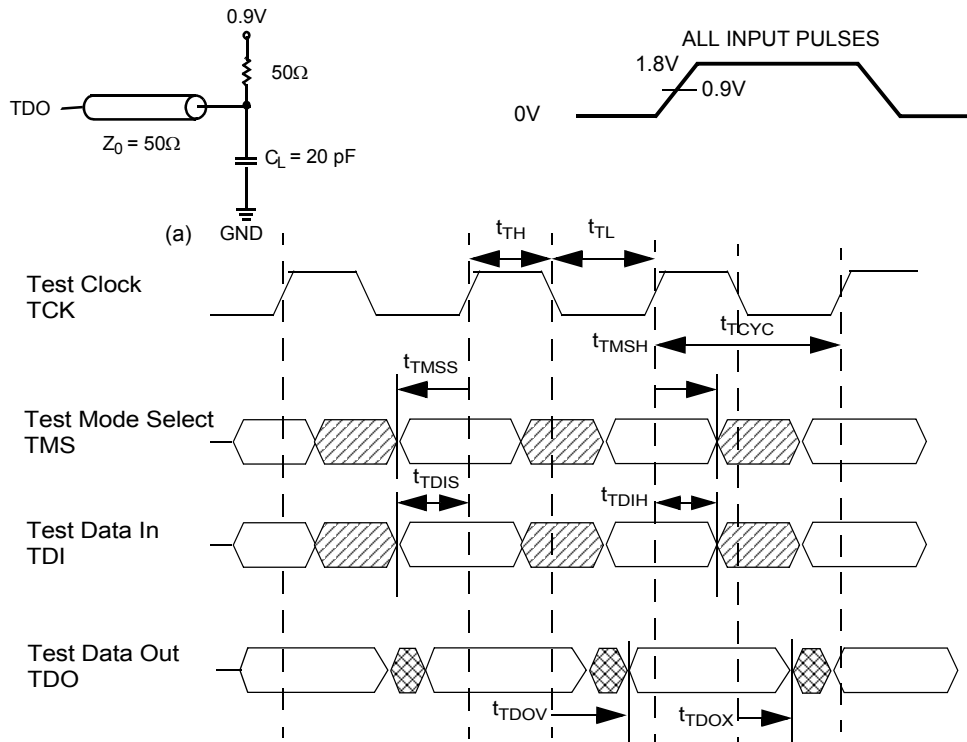 0.9V
50Ω
TDO
Z0 = 50Ω
CL = 20 pF
(a)
GND
ALL INPUT PULSES
1.8V
0.9V
0V
tTH
tTL
Test Clock
TCK
tTCYC
tTMSH
tTMSS
Test Mode Select
TMS
tTDIS
tTDIH
Test Data In
TDI
Test Data Out
TDO
tTDOV
tTDOX